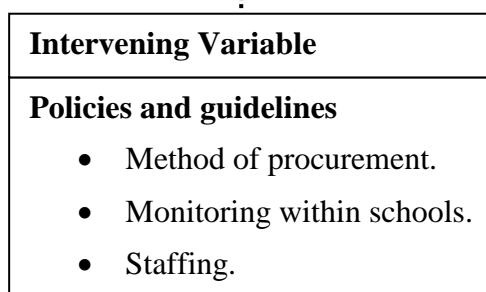 Intervening Variable
Policies and guidelines
• Method of procurement.
• Monitoring within schools.
• Staffing.